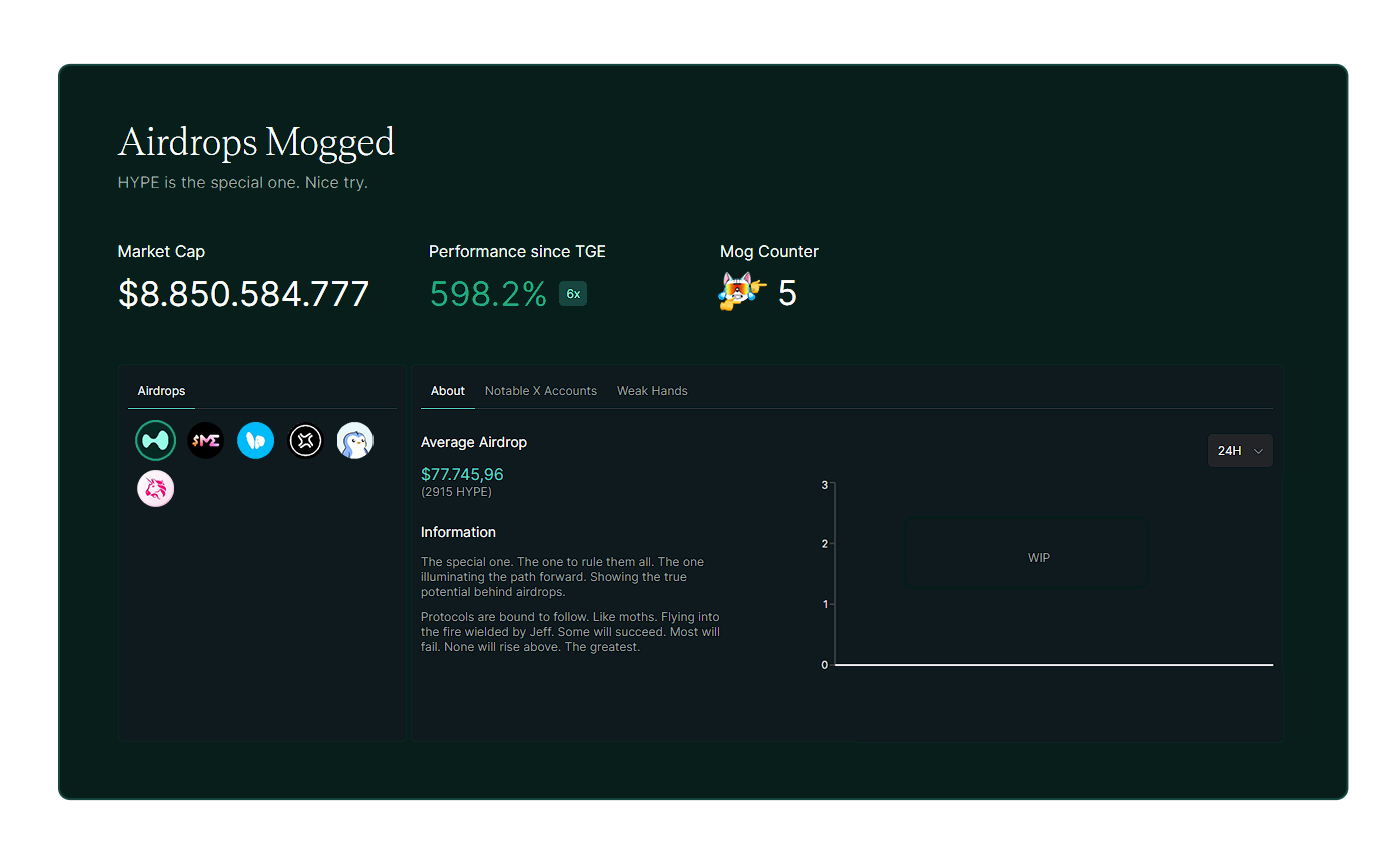 Airdrops Mogged
HYPE is the special one. Nice try.
Market Cap
$8.850.584.777
Performance since TGE
598.2% 6x
Mog Counter
5
Airdrops
$ME
About Notable X Accounts Weak Hands
Average Airdrop
$77.745,96
(2915 HYPE)
Information
The special one. The one to rule them all. The one
illuminating the path forward. Showing the true
potential behind airdrops.
Protocols are bound to follow. Like moths. Flying into
the fire wielded by Jeff. Some will succeed. Most will
fail. None will rise above. The greatest.
24H
3
2
1
0
WIP